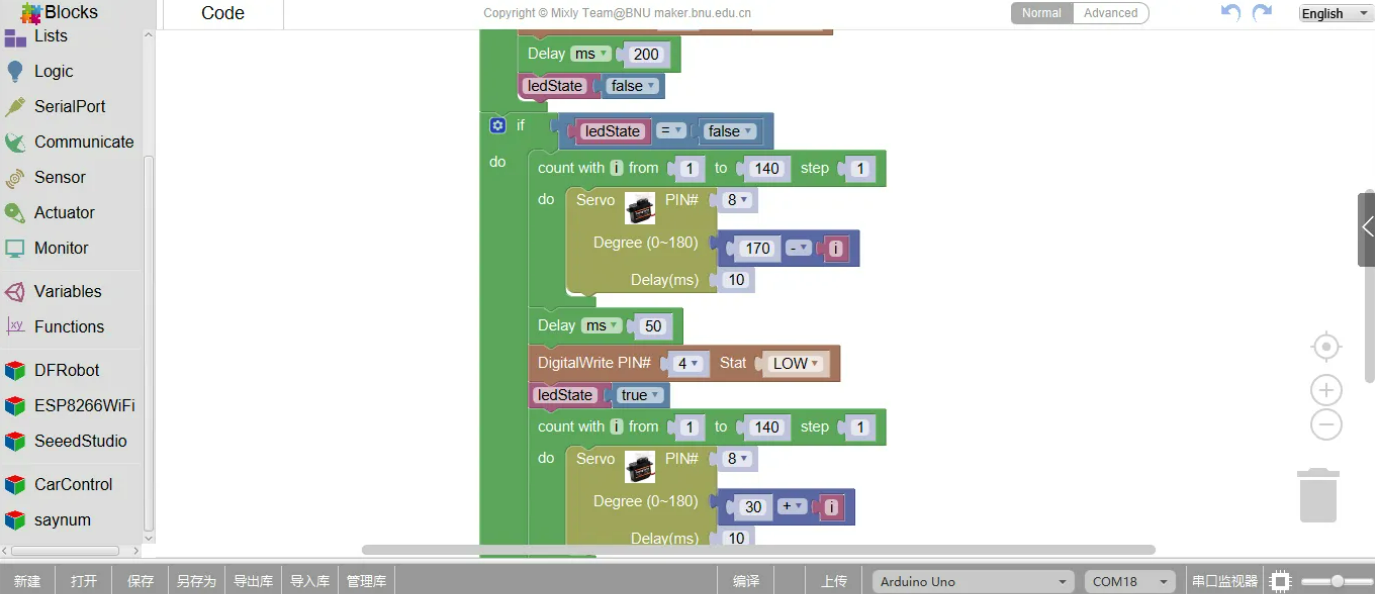 Blocks
Code
Copyright © Mixly Team@BNU maker.bnu.edu.cn
Normal Advanced
English
Lists
Logic
SerialPort
Communicate
Sensor
Actuator
Monitor
Variables
xy Functions
DFRobot
ESP8266WiFi
SeeedStudio
CarControl
saynum
Delay ms 200
ledState false
if ledState = false
do count with i from 1 to 140 step 1
do Servo PIN# 8
Degree (0~180) 170 - i
Delay(ms) 10
Delay ms 50
DigitalWrite PIN# 4 Stat LOW
ledState true
count with i from 1 to 140 step 1
do Servo PIN# 8
Degree (0~180) 30 + i
Delay(ms) 10
新建 打开 保存 另存为 导出库 导入库 管理库 编译 上传 Arduino Uno COM18 串口监视器